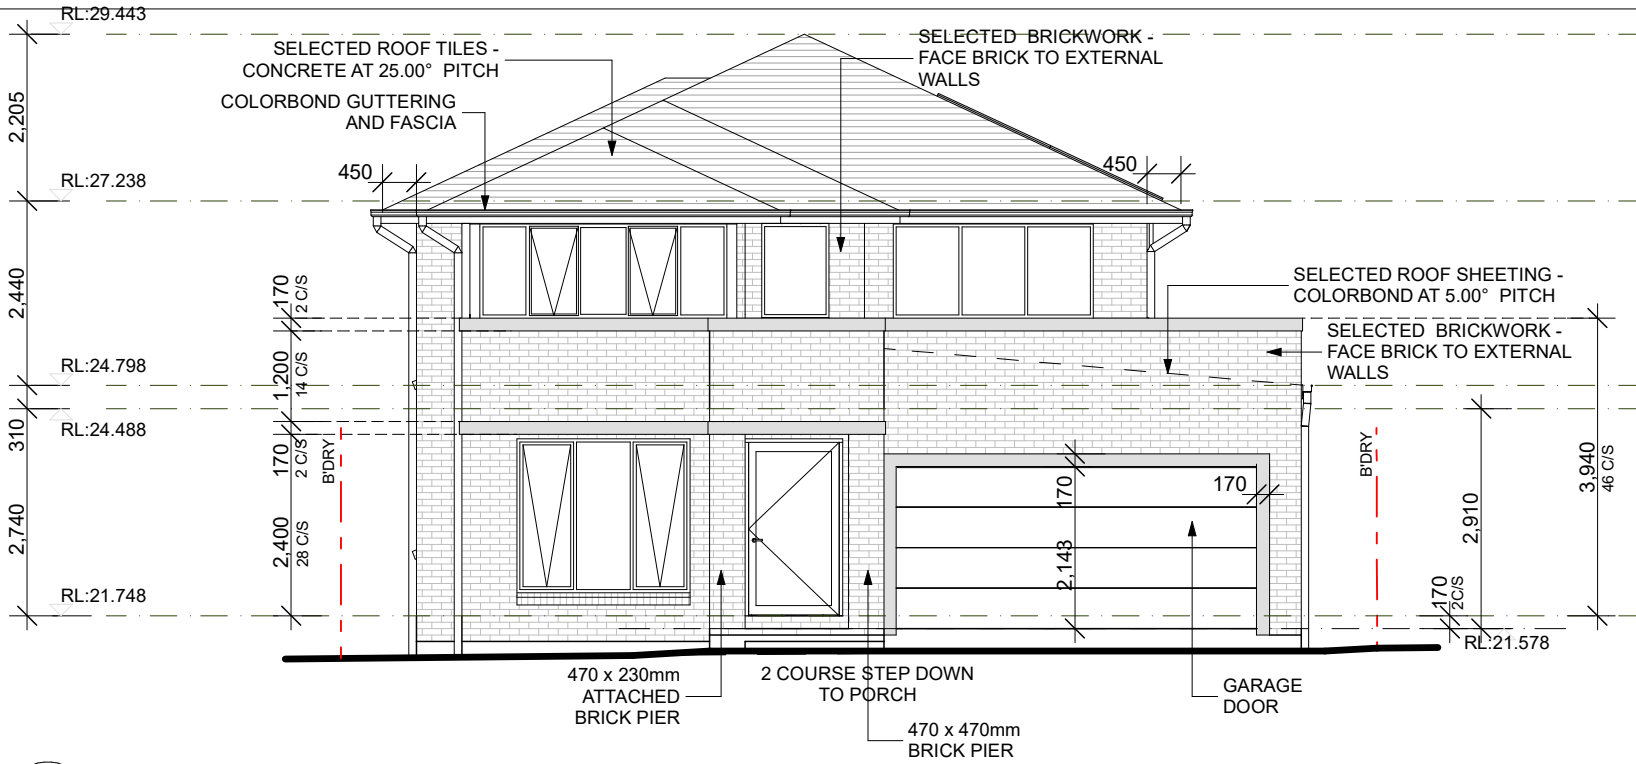 RL:29.443
SELECTED ROOF TILES -
CONCRETE AT 25.00° PITCH
COLORBOND GUTTERING
AND FASCIA
SELECTED BRICKWORK -
FACE BRICK TO EXTERNAL
WALLS
2,205
450
450
RL:27.238
2,440
170
2 C/S
SELECTED ROOF SHEETING -
COLORBOND AT 5.00° PITCH
SELECTED BRICKWORK -
FACE BRICK TO EXTERNAL
WALLS
RL:24.798
1,200
14 C/S
310
RL:24.488
170
2 C/S
B'DRY
B'DRY
3,940
46 C/S
2,740
2,400
28 C/S
170
170
2,143
2,910
170
2C/S
RL:21.748
RL:21.578
470 x 230mm
ATTACHED
BRICK PIER
2 COURSE STEP DOWN
TO PORCH
470 x 470mm
BRICK PIER
GARAGE
DOOR